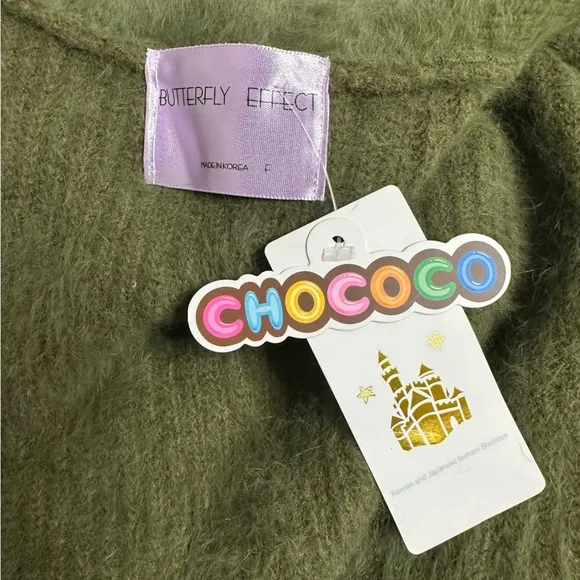 BUTTERFLY EFFECT
MADE IN KOREA F
CHOCOCO
Korean and Japanese fashion Boutique